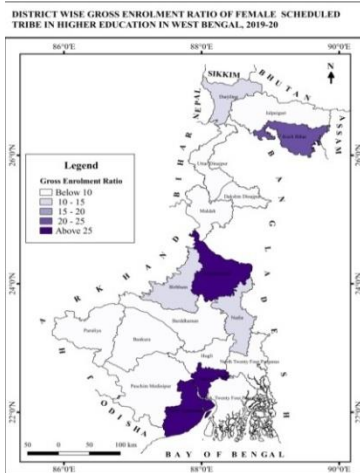 DISTRICT WISE GROSS ENROLMENT RATIO OF FEMALE SCHEDULED
TRIBE IN HIGHER EDUCATION IN WEST BENGAL, 2019-20
86°0'E 88°0'E 90°0'E
SIKKIM
N
NEPAL
BHUTAN
Darjiling
Jalpaiguri
ASSAM
Koch Bihar
26°0'N 26°0'N
BIHAR
Uttar Dinajpur
BANGLADESH
Dakshin Dinajpur
Maldah
Legend
Gross Enrolment Ratio
Below 10
10 - 15
15 - 20
20 - 25
Above 25
24°0'N 24°0'N
JHARKHAND
Birbhum
Nadia
Barddhaman
Puruliya
Bankura
Hugli
North Twenty Four Parganas
Paschim Medinipur
Twenty Four Parganas
22°0'N 22°0'N
ODISHA
50 0 50 100 km
BAY OF BENGAL
86°0'E 88°0'E 90°0'E